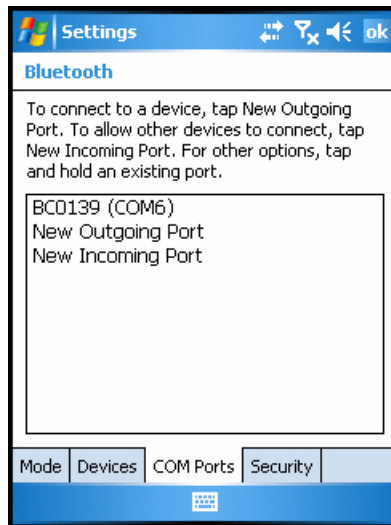 Settings
ok
Bluetooth
To connect to a device, tap New Outgoing
Port. To allow other devices to connect, tap
New Incoming Port. For other options, tap
and hold an existing port.
BC0139 (COM6)
New Outgoing Port
New Incoming Port
Mode Devices COM Ports Security